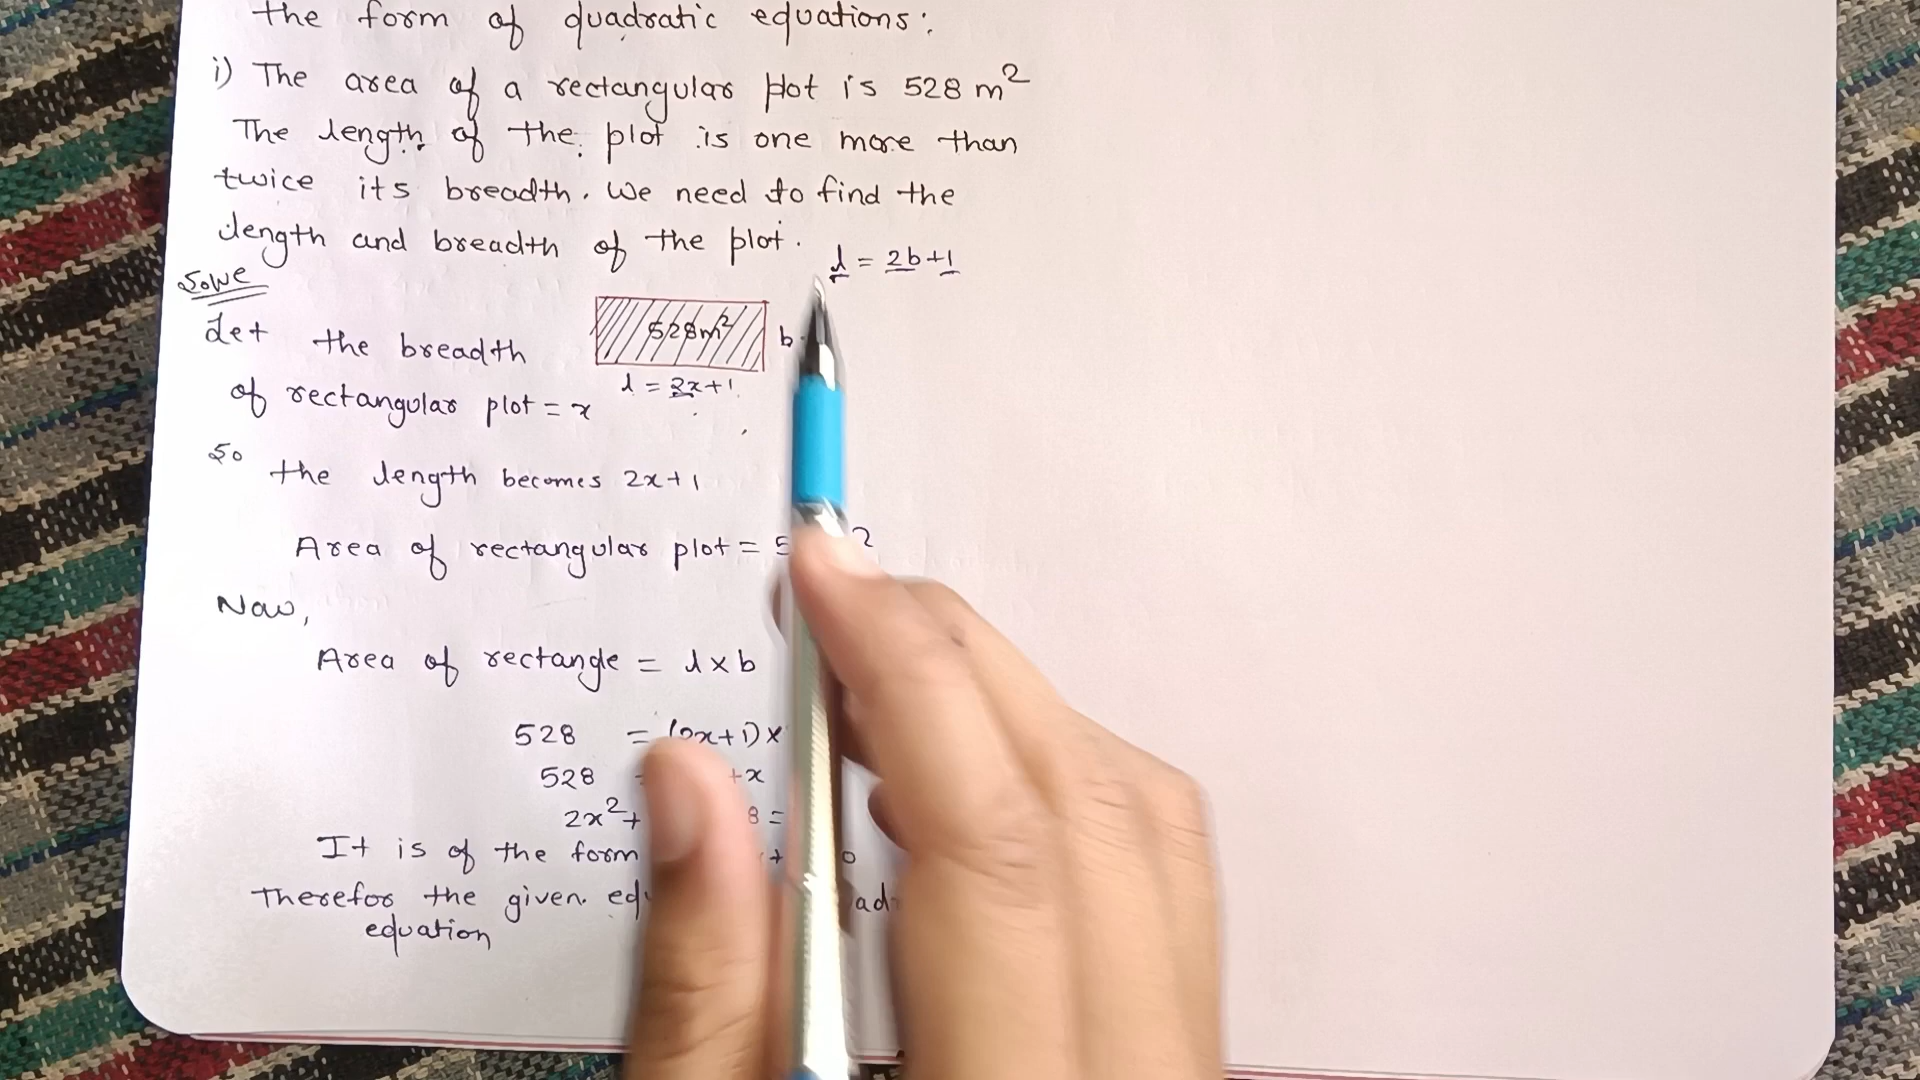 the form of quadratic equations:
i) The area of a rectangular plot is 528 m²
The length of the plot is one more than
twice its breadth. We need to find the
length and breadth of the plot.
l = 2b+1
Solve
528m²
b
l = 2x+1
Let the breadth
of rectangular plot = x
So the length becomes 2x+1
Area of rectangular plot = 5 2
Now,
Area of rectangle = l x b
528 = (2x+1) x
528 +x
2x²+ 8 =
It is of the form + 0
Therefor the given
equation